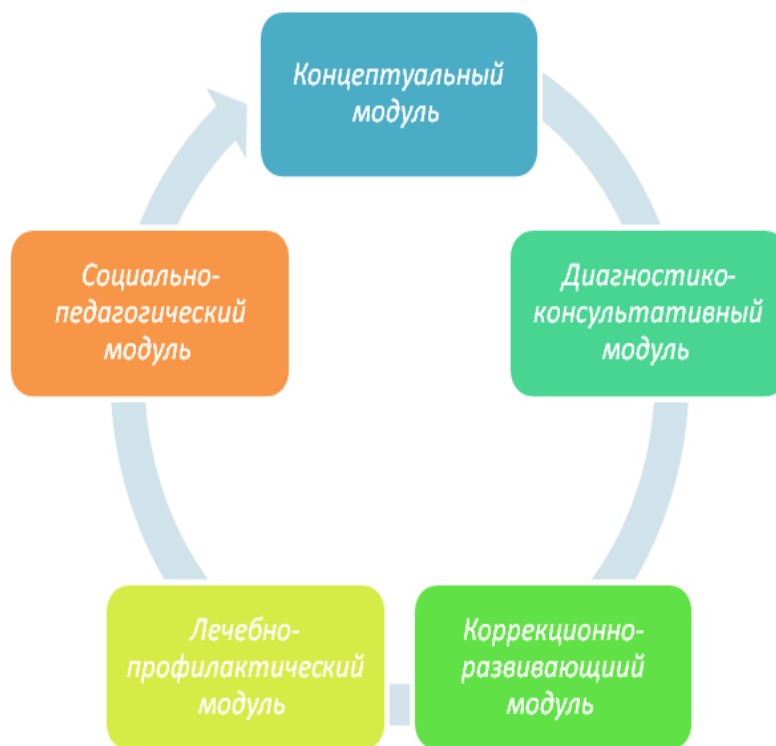 Концептуальный
модуль
Социально-
педагогический
модуль
Диагностико-
консультативный
модуль
Лечебно-
профилактический
модуль
Коррекционно-
развивающиий
модуль